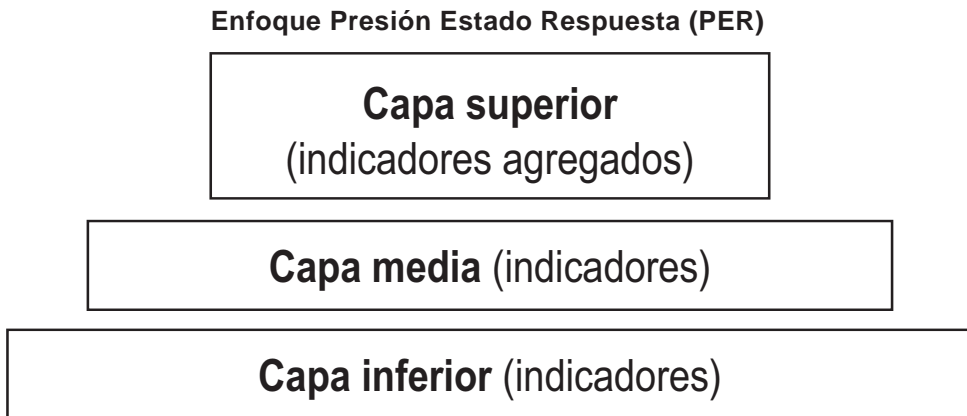 Enfoque Presión Estado Respuesta (PER)
Capa superior
(indicadores agregados)
Capa media (indicadores)
Capa inferior (indicadores)